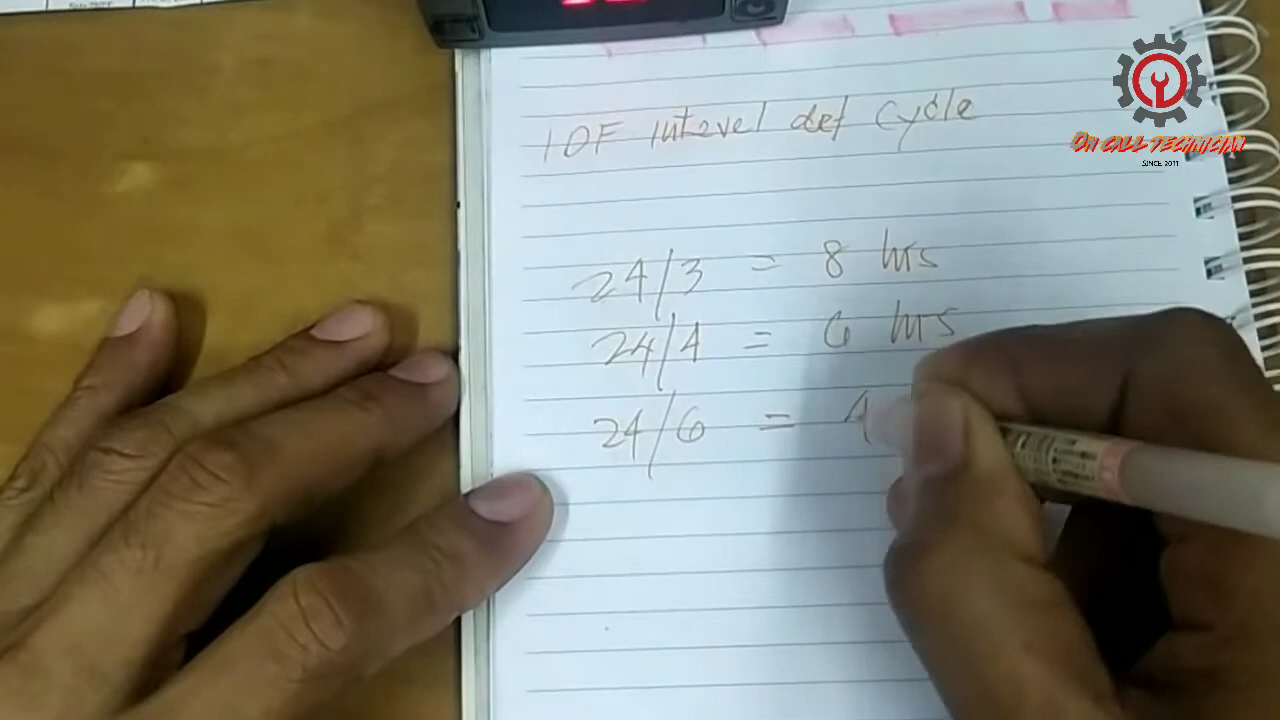 ON CALL TECHNICIAN
SINCE 2011
IDF Intevel def Cycle
24/3 = 8 hrs
24/4 = 6 hrs
24/6 = 4